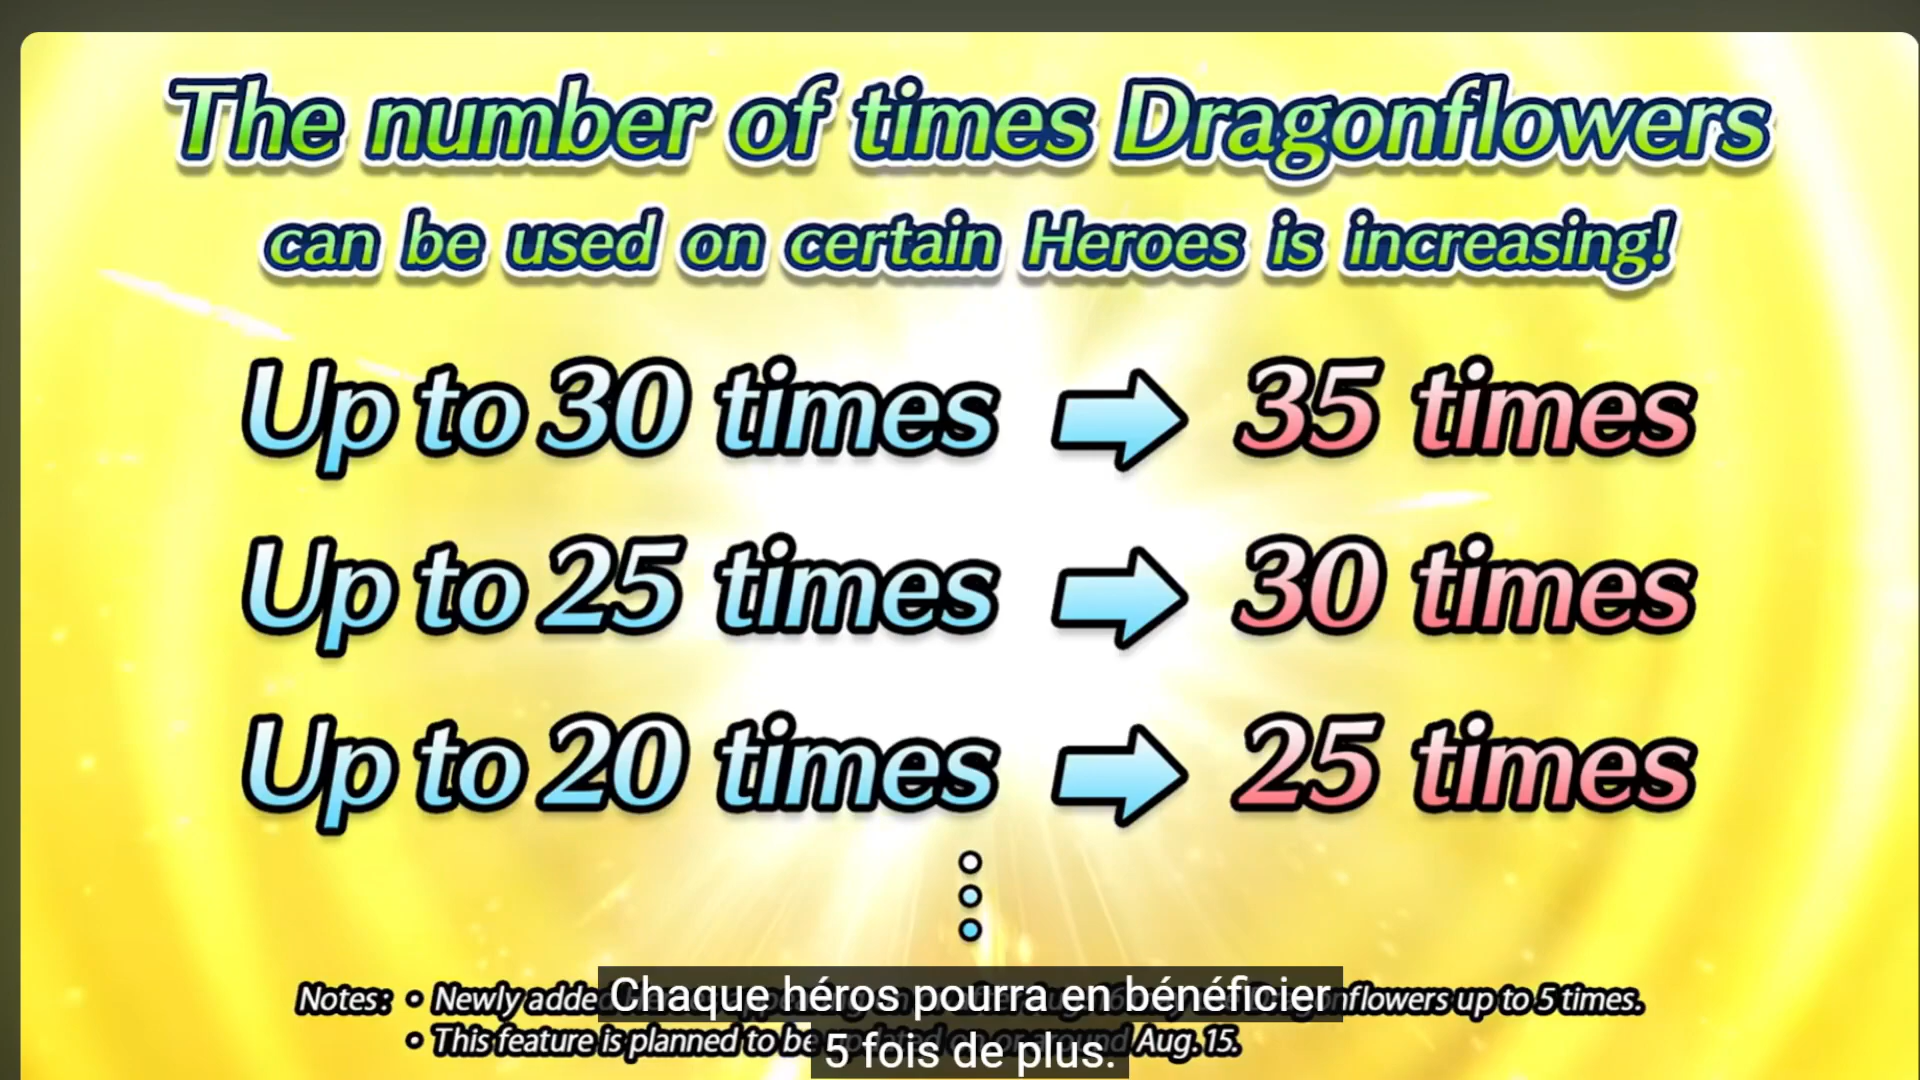 The number of times Dragonflowers
can be used on certain Heroes is increasing!
Up to 30 times 35 times
Up to 25 times 30 times
Up to 20 times 25 times
Notes: • Newly adde flowers up to 5 times.
Chaque héros pourra en bénéficier
• This feature is planned to be Aug. 15.
5 fois de plus.